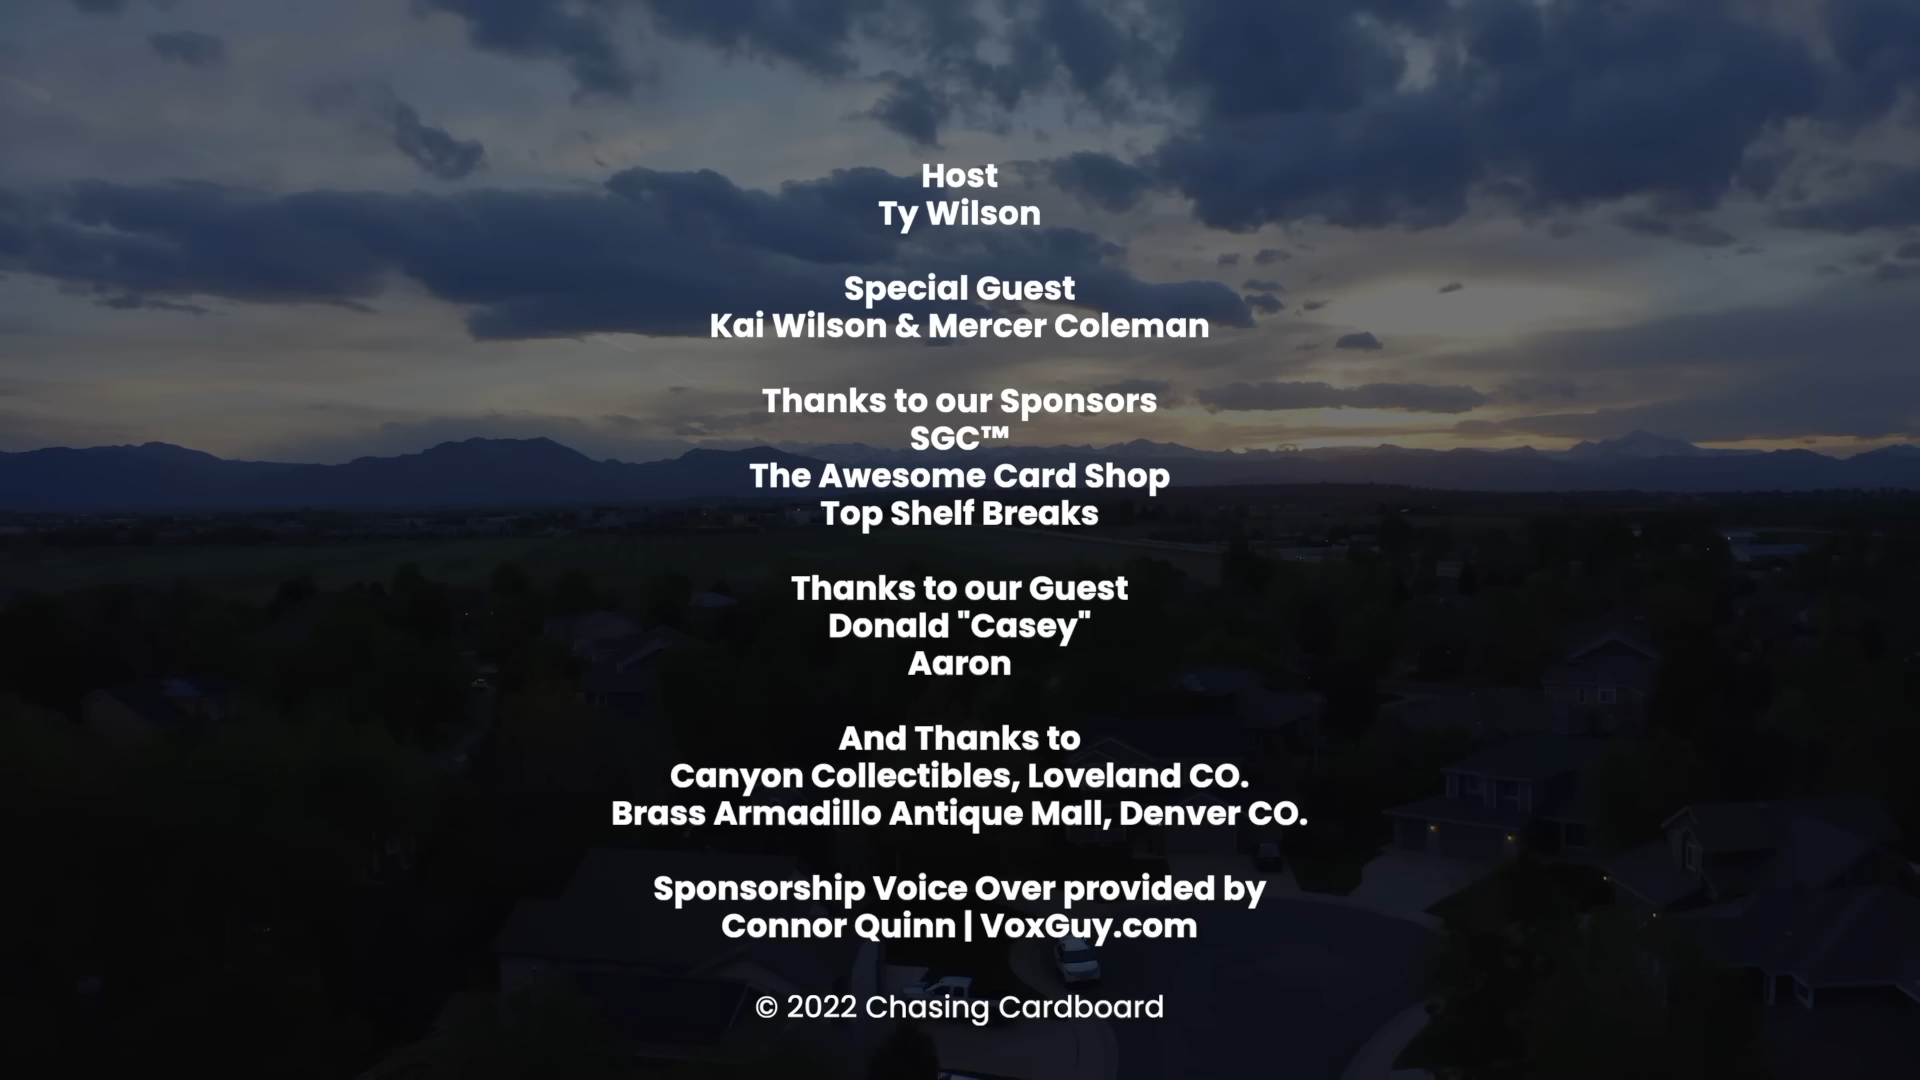 Host
Ty Wilson
Special Guest
Kai Wilson & Mercer Coleman
Thanks to our Sponsors
SGC™
The Awesome Card Shop
Top Shelf Breaks
Thanks to our Guest
Donald "Casey"
Aaron
And Thanks to
Canyon Collectibles, Loveland CO.
Brass Armadillo Antique Mall, Denver CO.
Sponsorship Voice Over provided by
Connor Quinn | VoxGuy.com
© 2022 Chasing Cardboard